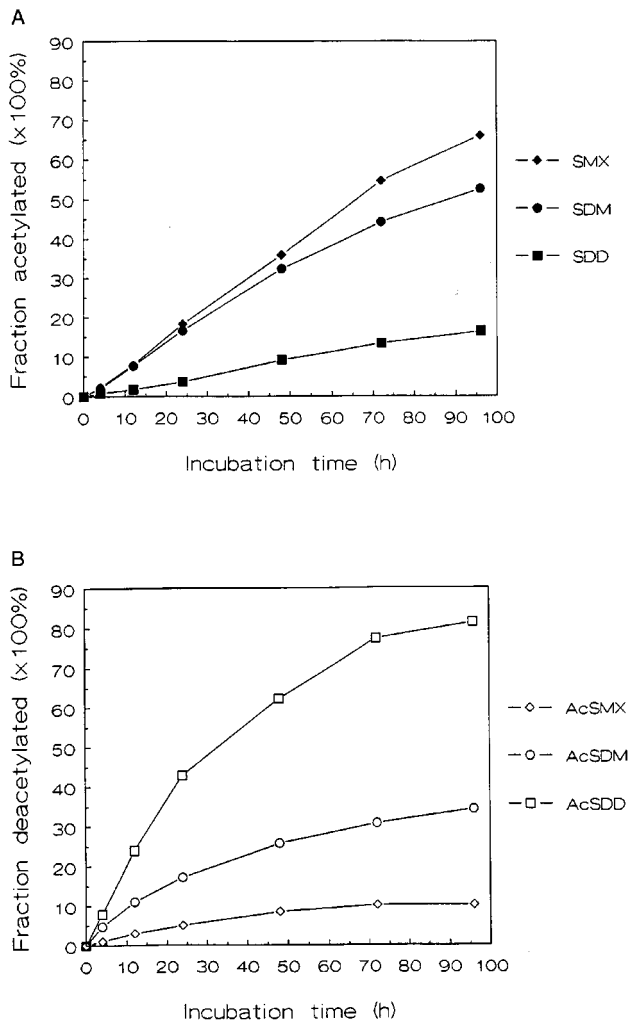 A
Fraction acetylated (x100%)
90
80
70
60
50
40
30
20
10
0
0 10 20 30 40 50 60 70 80 90 100
Incubation time (h)
SMX
SDM
SDD
B
Fraction deacetylated (x100%)
90
80
70
60
50
40
30
20
10
0
0 10 20 30 40 50 60 70 80 90 100
Incubation time (h)
AcSMX
AcSDM
AcSDD